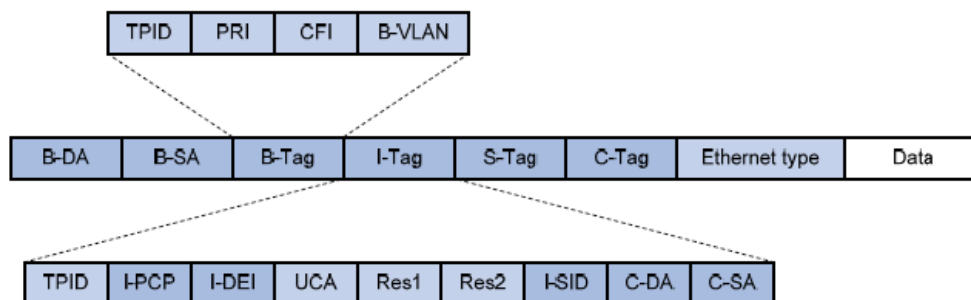 TPID PRI CFI B-VLAN
B-DA B-SA B-Tag I-Tag S-Tag C-Tag Ethernet type Data
TPID I-PCP I-DEI UCA Res1 Res2 I-SID C-DA C-SA